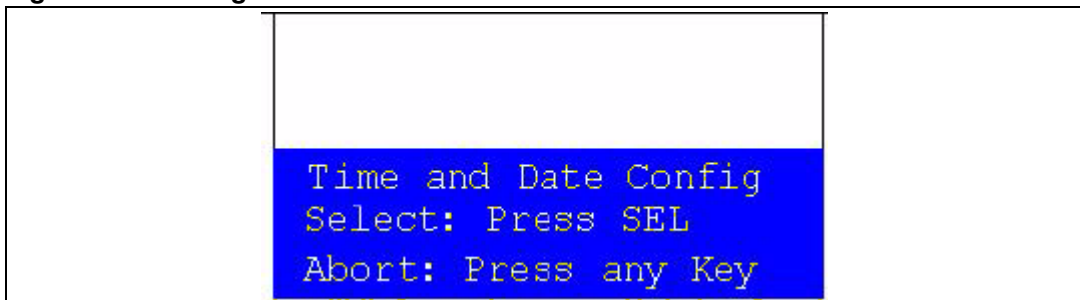 Time and Date Config
Select: Press SEL
Abort: Press any Key